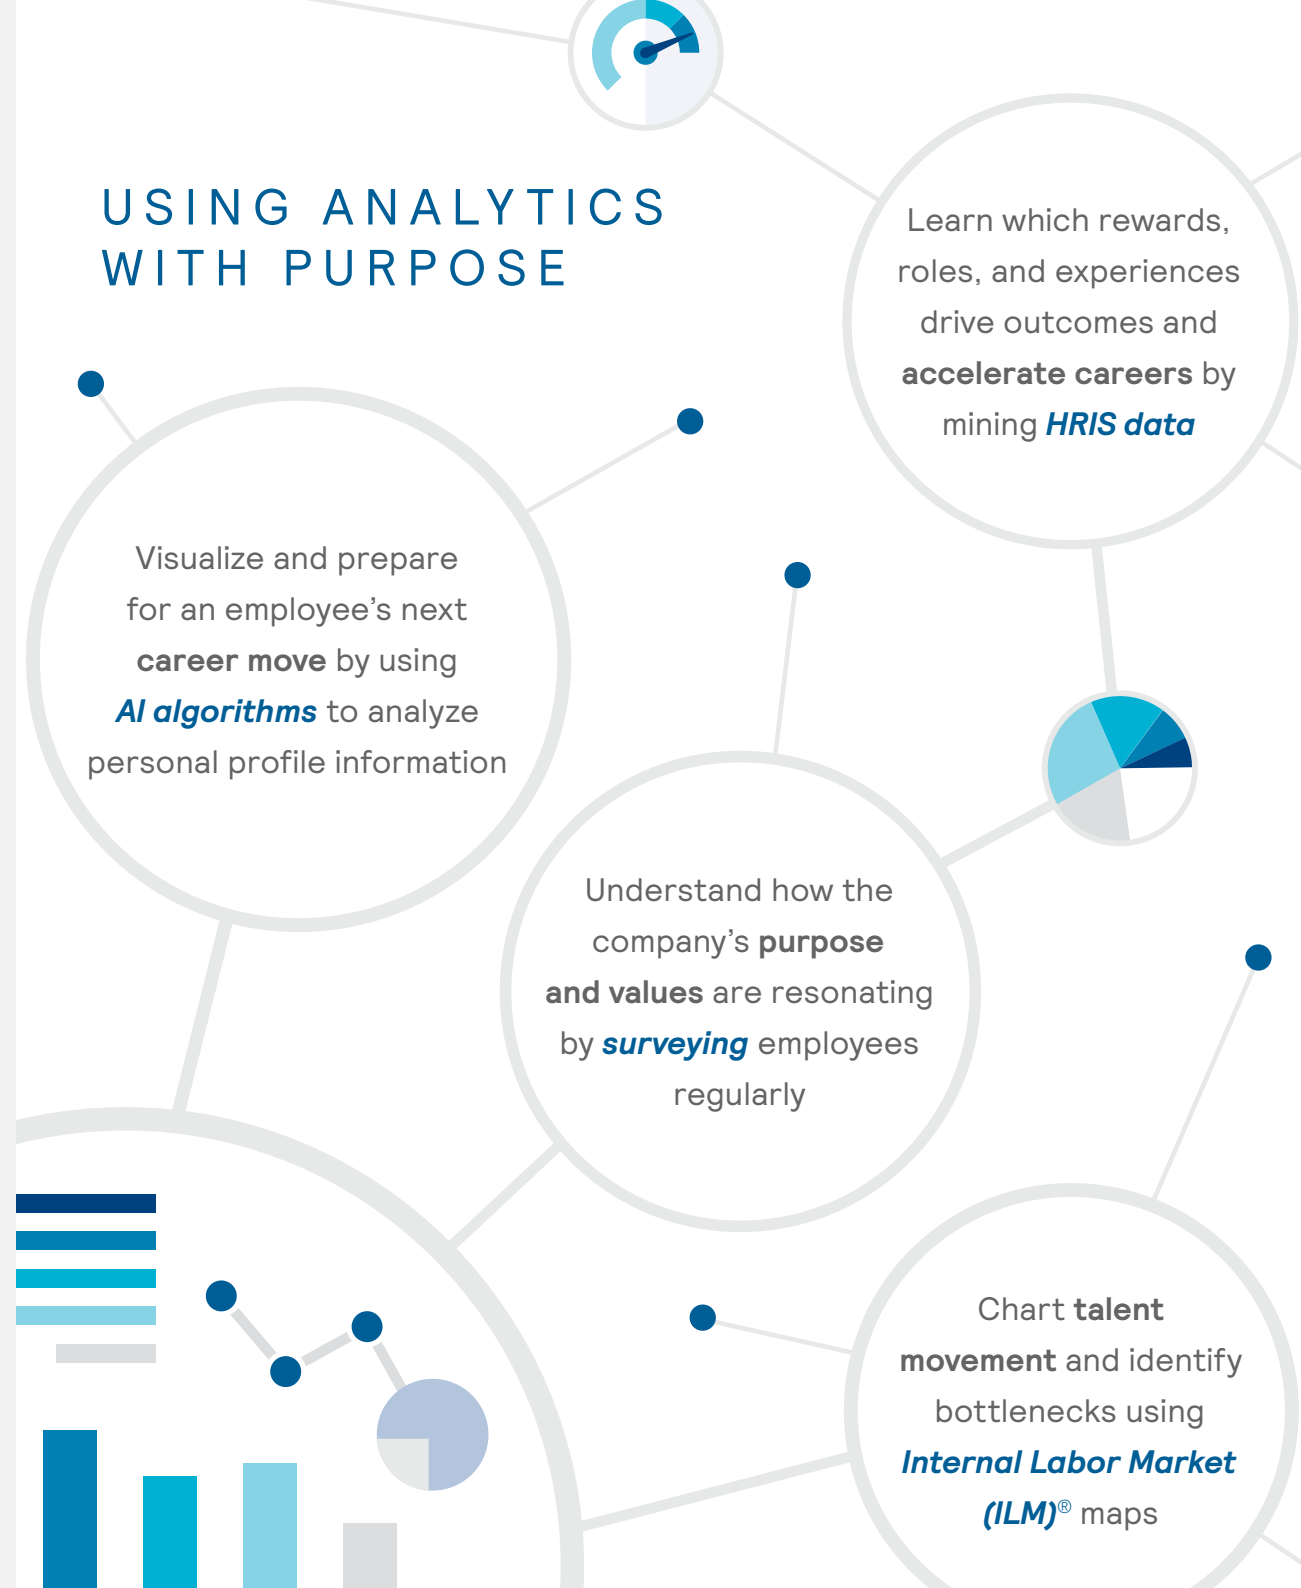 USING ANALYTICS
WITH PURPOSE
Learn which rewards,
roles, and experiences
drive outcomes and
accelerate careers by
mining HRIS data
Visualize and prepare
for an employee’s next
career move by using
AI algorithms to analyze
personal profile information
Understand how the
company’s purpose
and values are resonating
by surveying employees
regularly
Chart talent
movement and identify
bottlenecks using
Internal Labor Market
(ILM)® maps